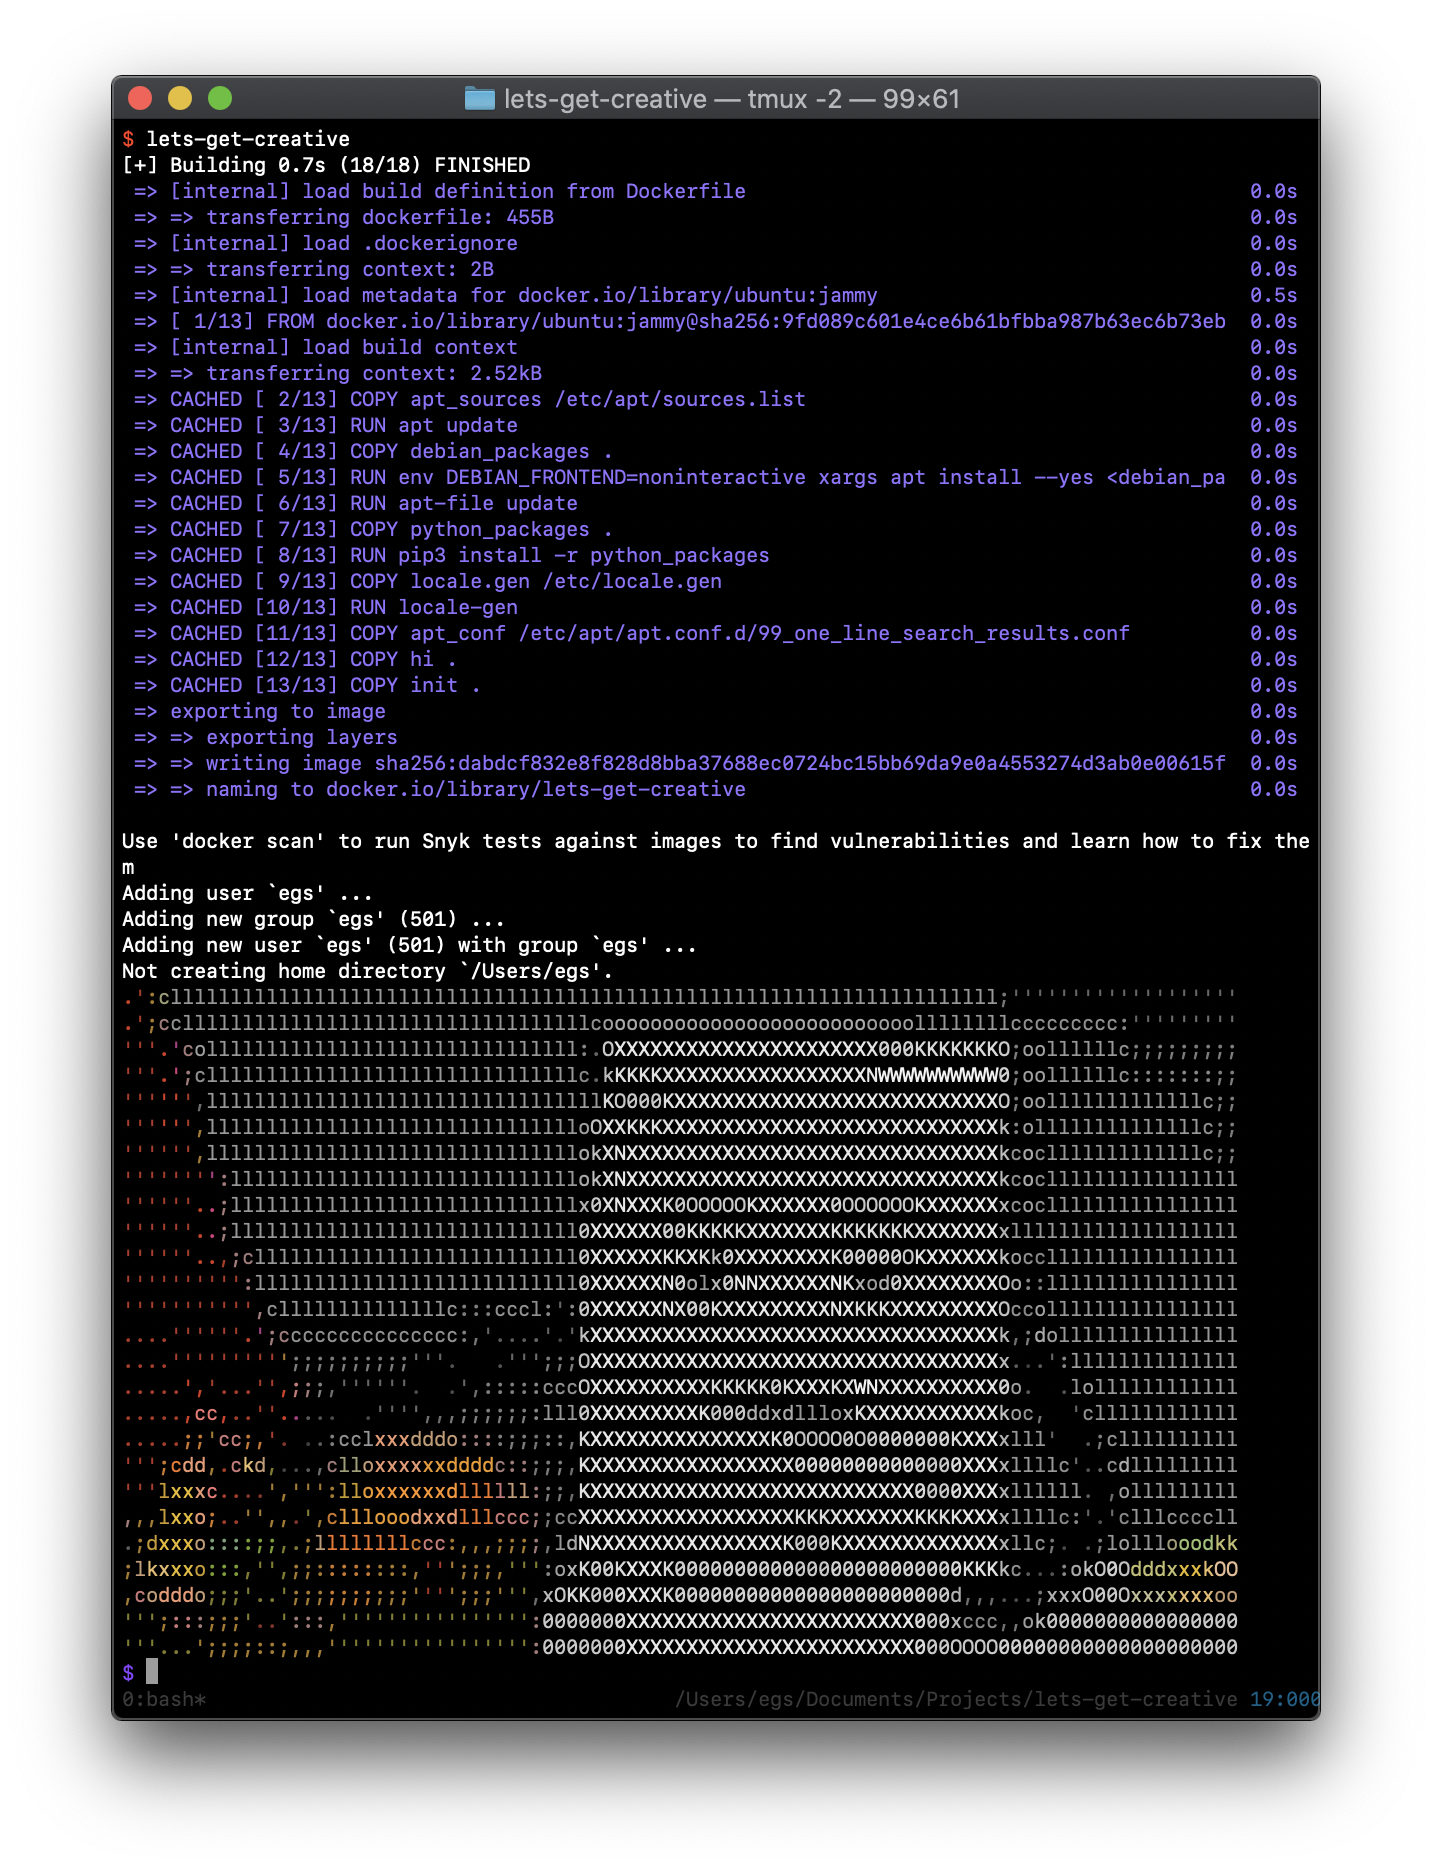 lets-get-creative — tmux -2 — 99×61
$ lets-get-creative
[+] Building 0.7s (18/18) FINISHED
 => [internal] load build definition from Dockerfile 0.0s
 => => transferring dockerfile: 455B 0.0s
 => [internal] load .dockerignore 0.0s
 => => transferring context: 2B 0.0s
 => [internal] load metadata for docker.io/library/ubuntu:jammy 0.5s
 => [ 1/13] FROM docker.io/library/ubuntu:jammy@sha256:9fd089c601e4ce6b61bfbba987b63ec6b73eb 0.0s
 => [internal] load build context 0.0s
 => => transferring context: 2.52kB 0.0s
 => CACHED [ 2/13] COPY apt_sources /etc/apt/sources.list 0.0s
 => CACHED [ 3/13] RUN apt update 0.0s
 => CACHED [ 4/13] COPY debian_packages . 0.0s
 => CACHED [ 5/13] RUN env DEBIAN_FRONTEND=noninteractive xargs apt install --yes <debian_pa 0.0s
 => CACHED [ 6/13] RUN apt-file update 0.0s
 => CACHED [ 7/13] COPY python_packages . 0.0s
 => CACHED [ 8/13] RUN pip3 install -r python_packages 0.0s
 => CACHED [ 9/13] COPY locale.gen /etc/locale.gen 0.0s
 => CACHED [10/13] RUN locale-gen 0.0s
 => CACHED [11/13] COPY apt_conf /etc/apt/apt.conf.d/99_one_line_search_results.conf 0.0s
 => CACHED [12/13] COPY hi . 0.0s
 => CACHED [13/13] COPY init . 0.0s
 => exporting to image 0.0s
 => => exporting layers 0.0s
 => => writing image sha256:dabdcf832e8f828d8bba37688ec0724bc15bb69da9e0a4553274d3ab0e00615f 0.0s
 => => naming to docker.io/library/lets-get-creative 0.0s
Use 'docker scan' to run Snyk tests against images to find vulnerabilities and learn how to fix the
m
Adding user `egs' ...
Adding new group `egs' (501) ...
Adding new user `egs' (501) with group `egs' ...
Not creating home directory `/Users/egs'.
$
0:bash* /Users/egs/Documents/Projects/lets-get-creative 19:000